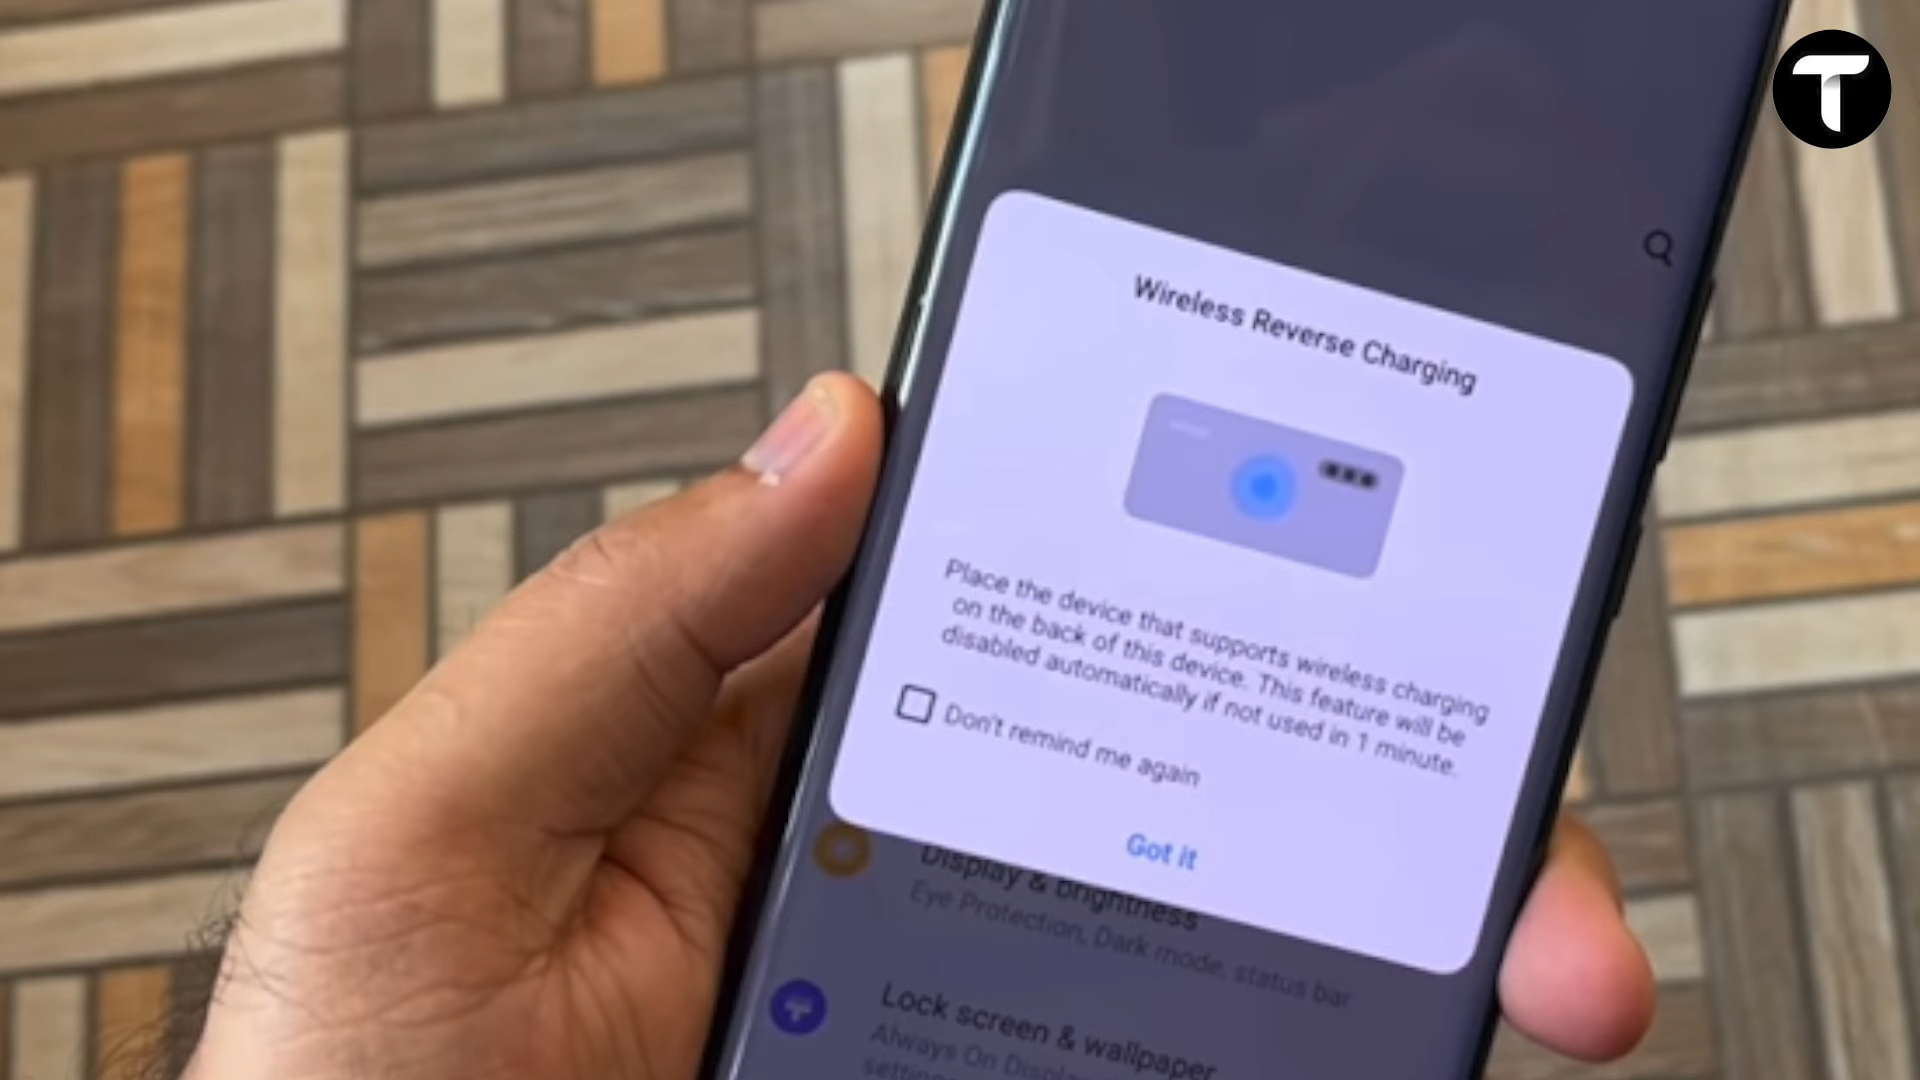 T
Wireless Reverse Charging
Place the device that supports wireless charging
on the back of this device. This feature will be
disabled automatically if not used in 1 minute.
Don't remind me again
Got it
Display & brightness
Eye Protection, Dark mode, status bar
Lock screen & wallpaper
Always On Display